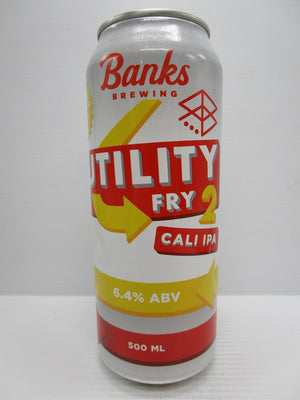 Banks
BREWING
UTILITY
FRY 2
CALI IPA
6.4% ABV
500 ML